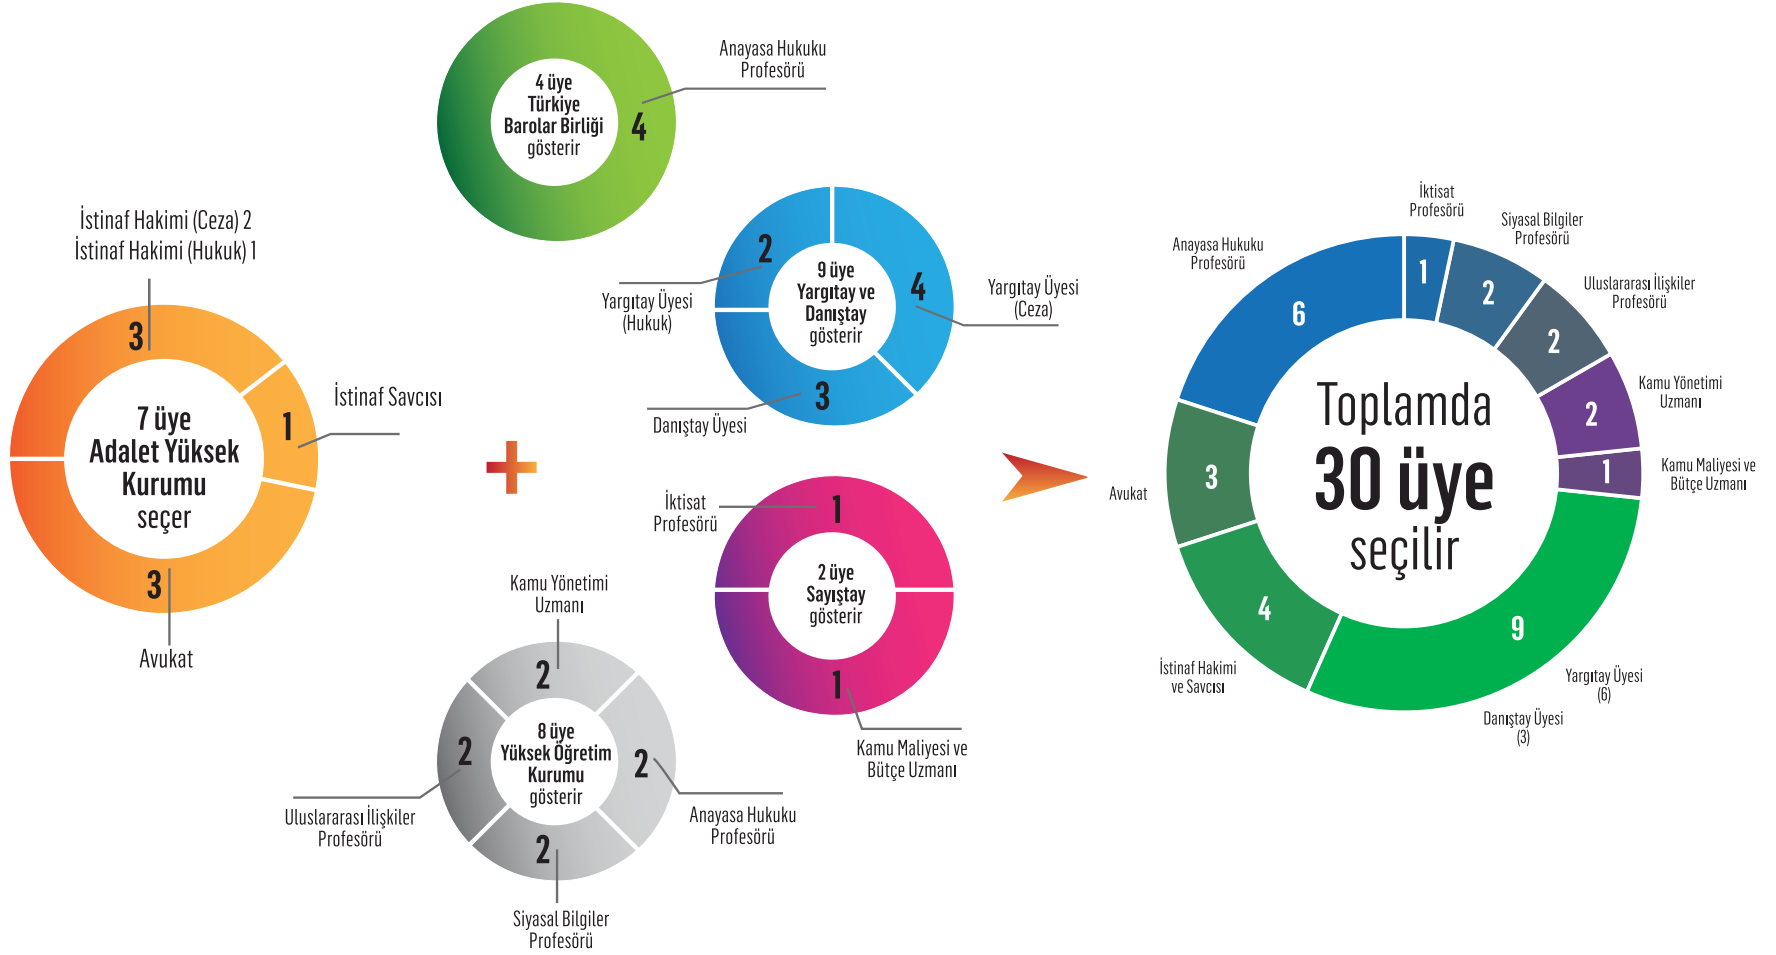 Anayasa Hukuku
Profesörü
4 üye
Türkiye
Barolar Birliği
gösterir
4
İstinaf Hakimi (Ceza) 2
İstinaf Hakimi (Hukuk) 1
3
İstinaf Savcısı
1
7 üye
Adalet Yüksek
Kurumu
seçer
3
Avukat
2
Yargıtay Üyesi
(Hukuk)
9 üye
Yargıtay ve
Danıştay
gösterir
4
Yargıtay Üyesi
(Ceza)
3
Danıştay Üyesi
İktisat
Profesörü
1
2 üye
Sayıştay
gösterir
1
Kamu Maliyesi ve
Bütçe Uzmanı
Kamu Yönetimi
Uzmanı
2
8 üye
Yüksek Öğretim
Kurumu
gösterir
2
Uluslararası İlişkiler
Profesörü
2
Anayasa Hukuku
Profesörü
2
Siyasal Bilgiler
Profesörü
İktisat
Profesörü
1
Siyasal Bilgiler
Profesörü
2
Uluslararası İlişkiler
Profesörü
2
Kamu Yönetimi
Uzmanı
2
Kamu Maliyesi ve
Bütçe Uzmanı
1
Anayasa Hukuku
Profesörü
6
Avukat
3
Toplamda
30 üye
seçilir
4
İstinaf Hakimi
ve Savcısı
9
Yargıtay Üyesi
(6)
Danıştay Üyesi
(3)